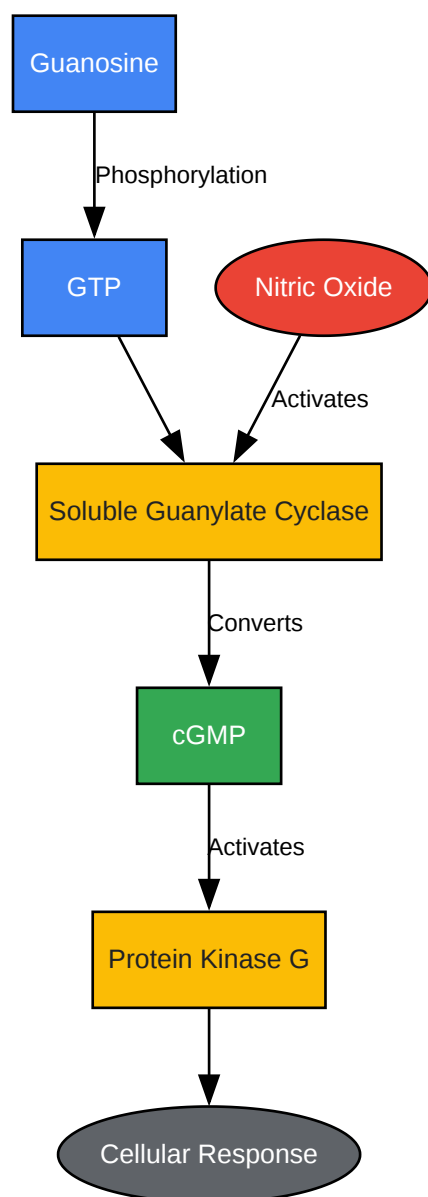 Guanosine
Phosphorylation
GTP
Nitric Oxide
Activates
Soluble Guanylate Cyclase
Converts
cGMP
Activates
Protein Kinase G
Cellular Response